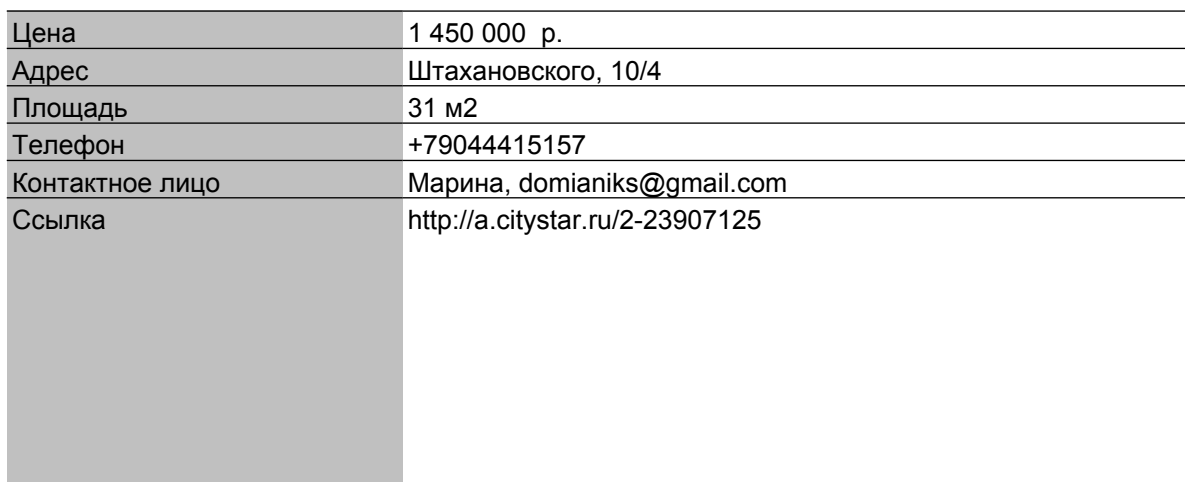 Цена 1 450 000 р.
Адрес Штахановского, 10/4
Площадь 31 м2
Телефон +79044415157
Контактное лицо Марина, domianiks@gmail.com
Ссылка http://a.citystar.ru/2-23907125